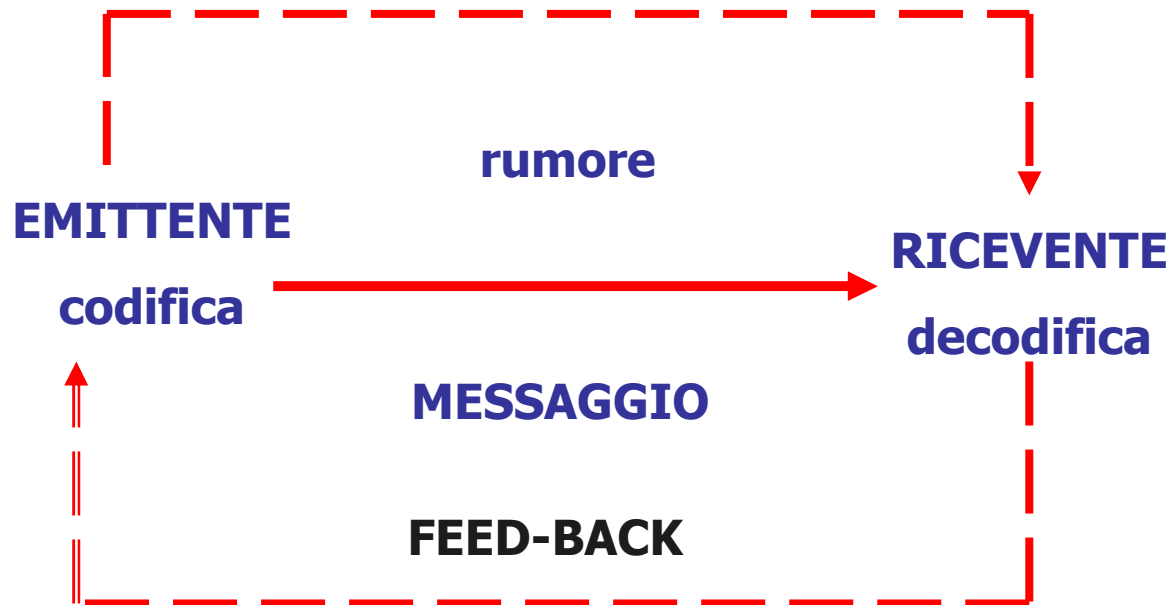 rumore
EMITTENTE
codifica
RICEVENTE
decodifica
MESSAGGIO
FEED-BACK